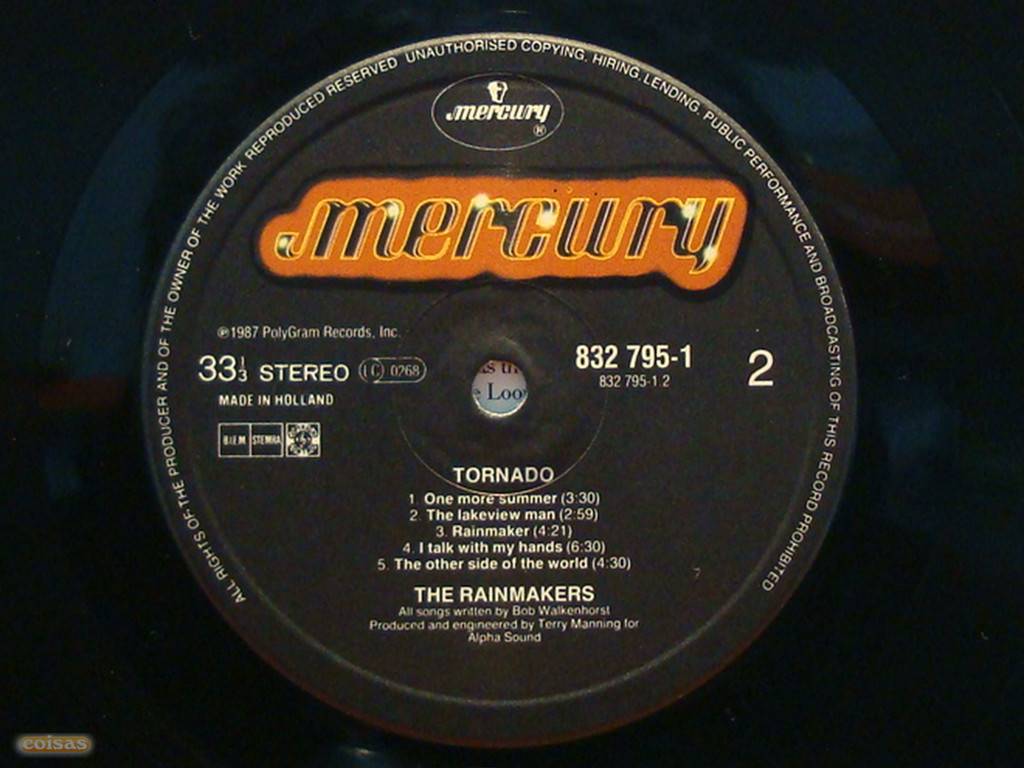 ALL RIGHTS OF THE PRODUCER AND OF THE OWNER OF THE WORK REPRODUCED RESERVED UNAUTHORISED COPYING, HIRING, LENDING, PUBLIC PERFORMANCE AND BROADCASTING OF THIS RECORD PROHIBITED
mercury
®
mercury
℗1987 PolyGram Records, Inc.
33⅓ STEREO LC 0268
MADE IN HOLLAND
B.I.E.M STEMRA
832 795-1
832 795-1.2
2
as th
e Loo
TORNADO
1. One more summer (3:30)
2. The lakeview man (2:59)
3. Rainmaker (4:21)
4. I talk with my hands (6:30)
5. The other side of the world (4:30)
THE RAINMAKERS
All songs written by Bob Walkenhorst
Produced and engineered by Terry Manning for
Alpha Sound
coisas